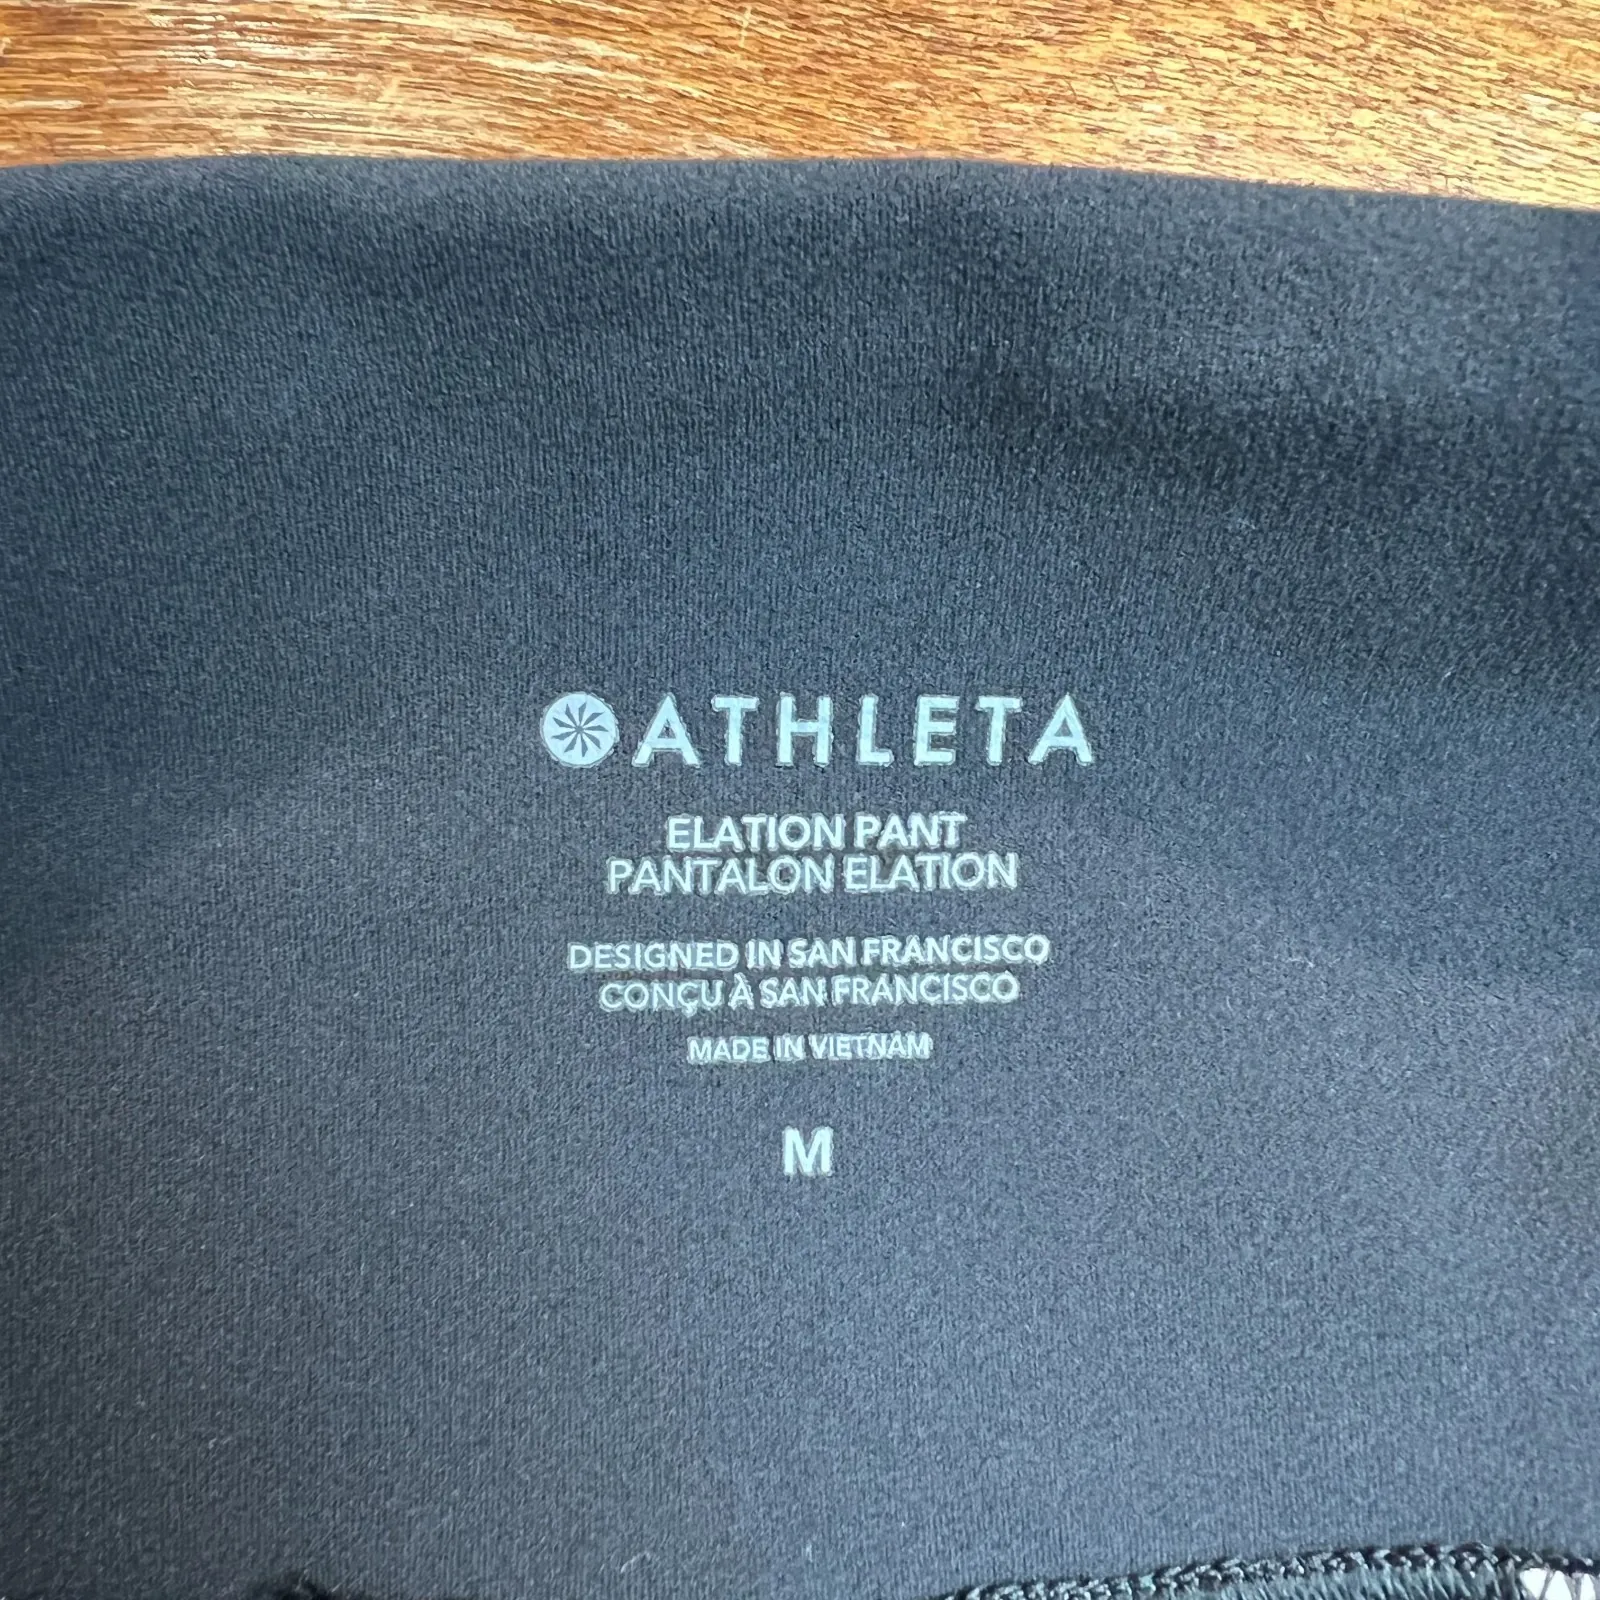 ATHLETA
ELATION PANT
PANTALON ELATION
DESIGNED IN SAN FRANCISCO
CONÇU À SAN FRANCISCO
MADE IN VIETNAM
M